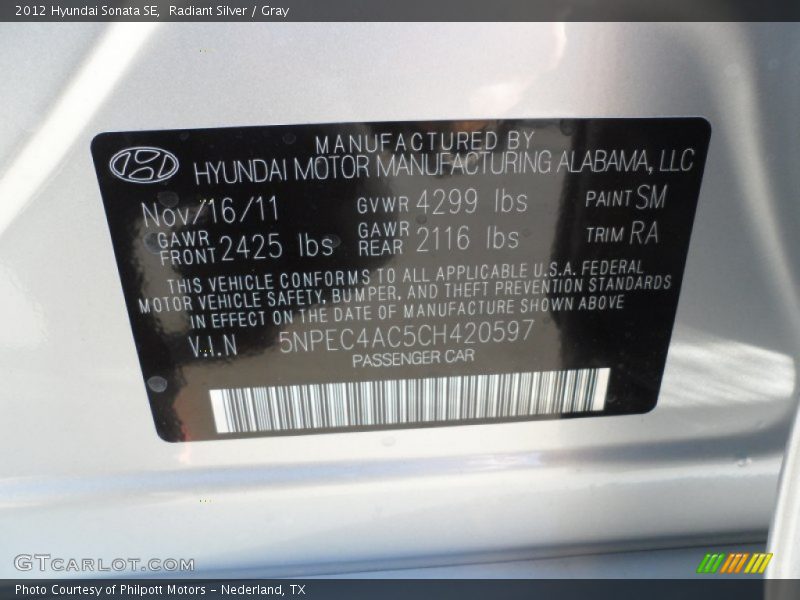 2012 Hyundai Sonata SE,  Radiant Silver / Gray
MANUFACTURED BY
HYUNDAI MOTOR MANUFACTURING ALABAMA, LLC
Nov/16/11 GVWR 4299 lbs PAINT SM
GAWR FRONT 2425 lbs GAWR REAR 2116 lbs TRIM RA
THIS VEHICLE CONFORMS TO ALL APPLICABLE U.S.A. FEDERAL
MOTOR VEHICLE SAFETY, BUMPER, AND THEFT PREVENTION STANDARDS
IN EFFECT ON THE DATE OF MANUFACTURE SHOWN ABOVE
V.I.N 5NPEC4AC5CH420597
PASSENGER CAR
GTcarlot.com
Photo Courtesy of Philpott Motors - Nederland, TX